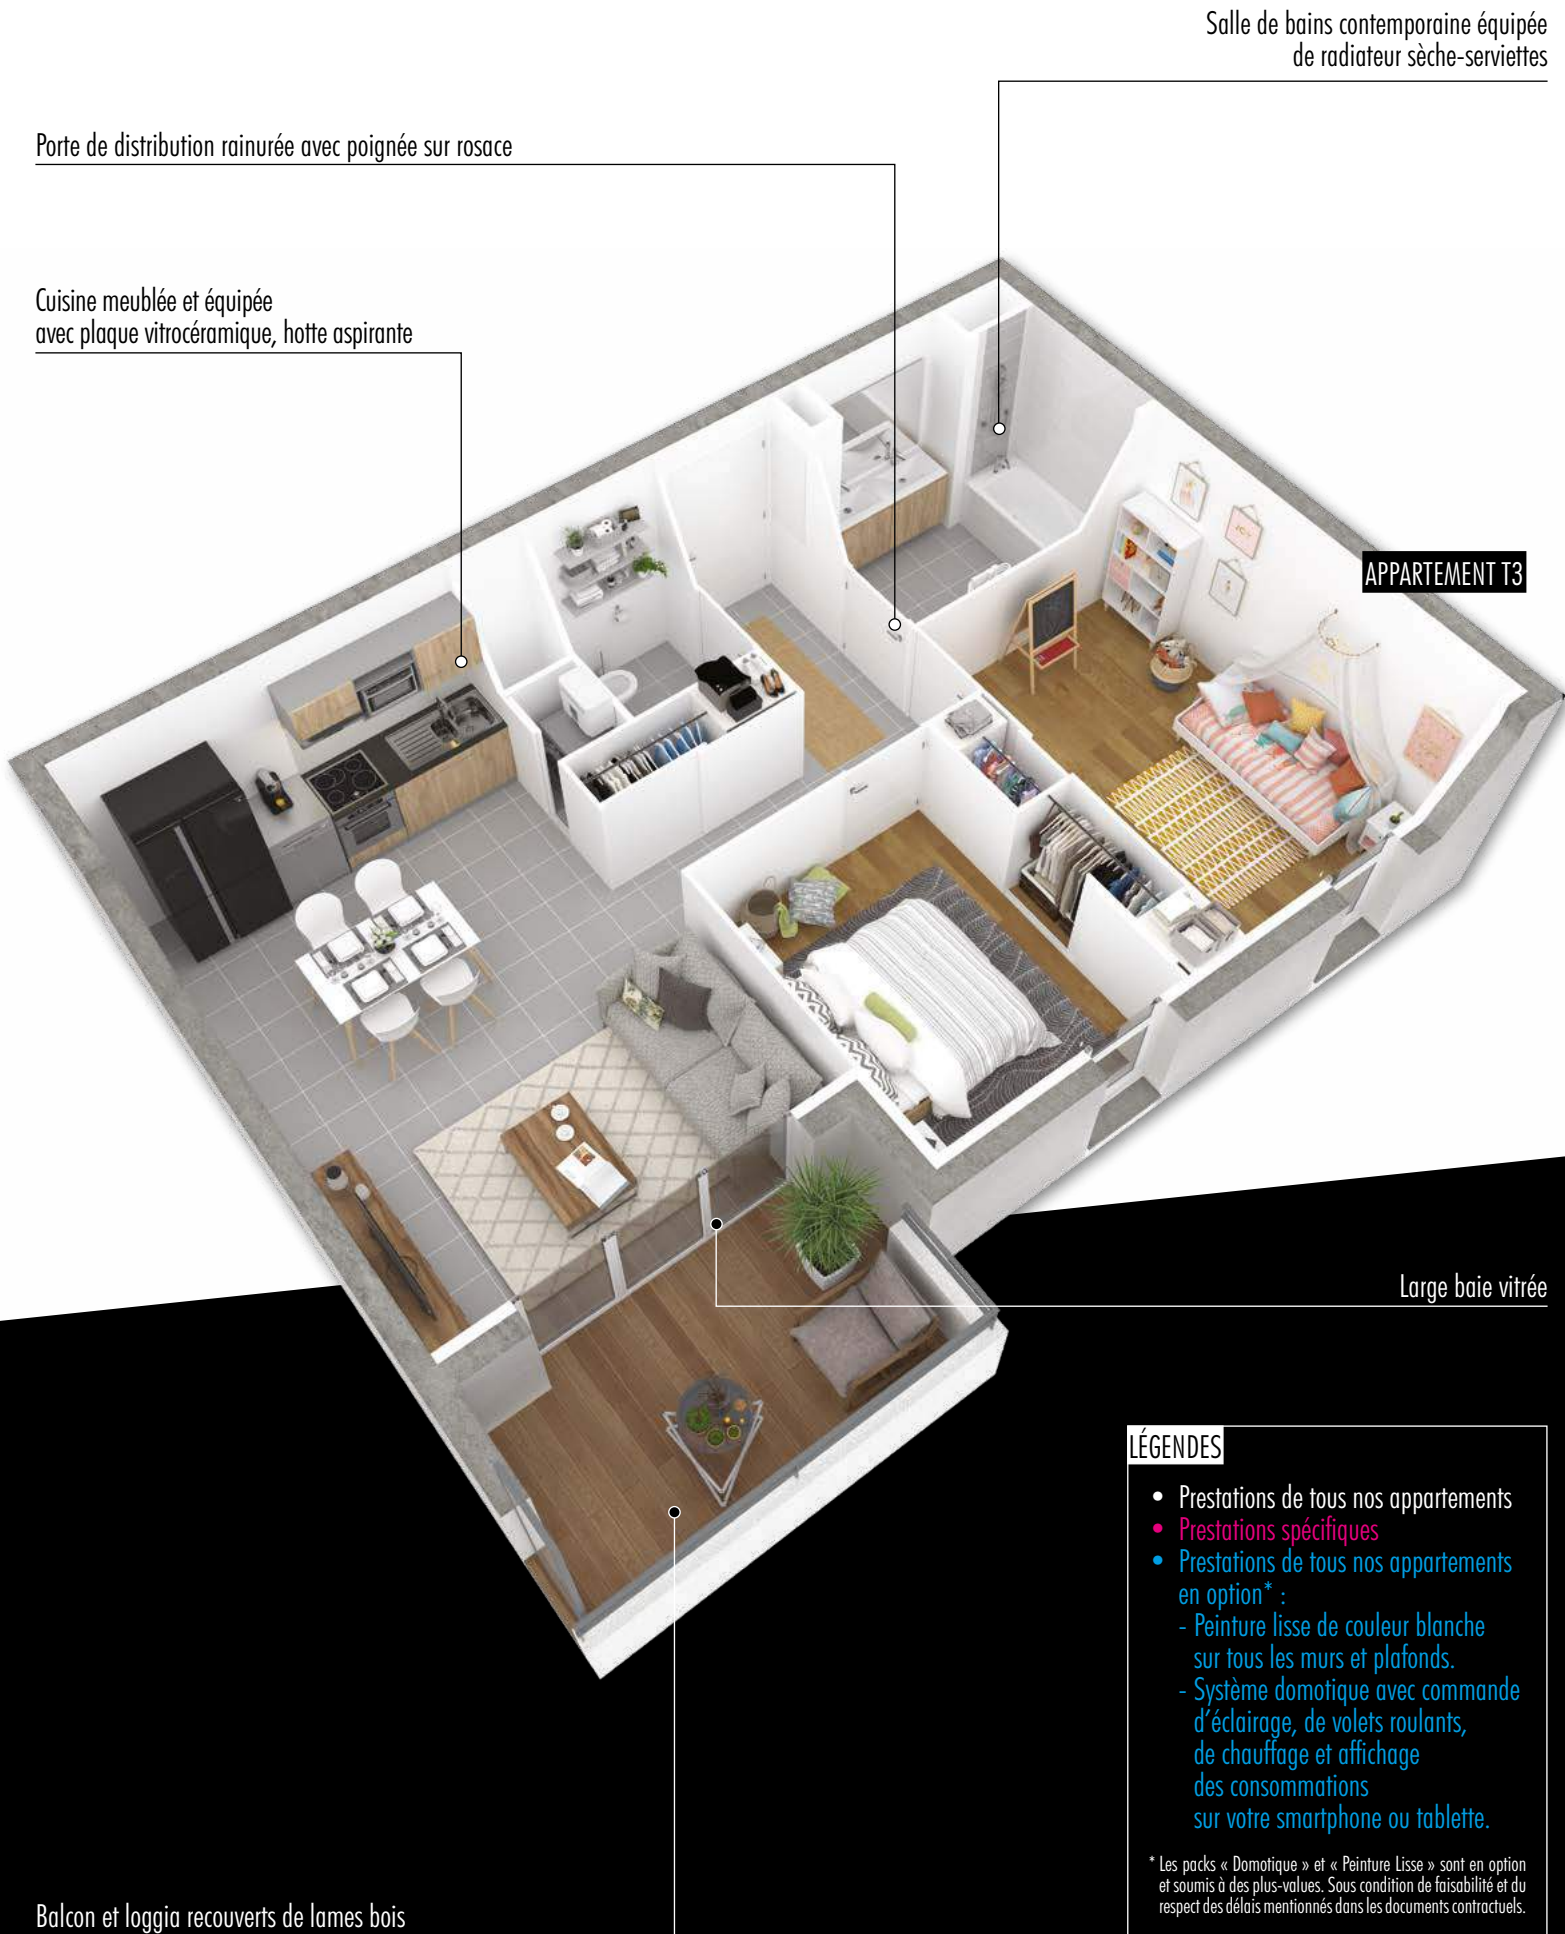 Salle de bains contemporaine équipée
de radiateur sèche-serviettes
Porte de distribution rainurée avec poignée sur rosace
Cuisine meublée et équipée
avec plaque vitrocéramique, hotte aspirante
JOY
APPARTEMENT T3
Large baie vitrée
LÉGENDES
• Prestations de tous nos appartements
• Prestations spécifiques
• Prestations de tous nos appartements
en option* :
- Peinture lisse de couleur blanche
sur tous les murs et plafonds.
- Système domotique avec commande
d’éclairage, de volets roulants,
de chauffage et affichage
des consommations
sur votre smartphone ou tablette.
* Les packs « Domotique » et « Peinture Lisse » sont en option
et soumis à des plus-values. Sous condition de faisabilité et du
respect des délais mentionnés dans les documents contractuels.
Balcon et loggia recouverts de lames bois